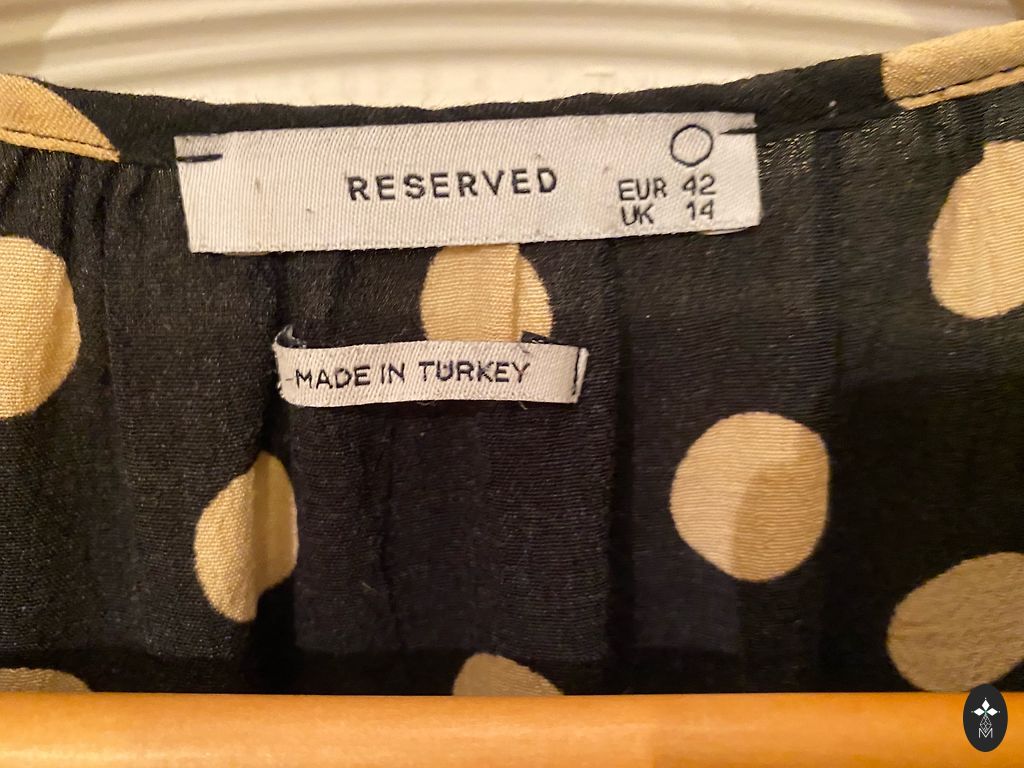 RESERVED
EUR 42
UK 14
MADE IN TURKEY
M